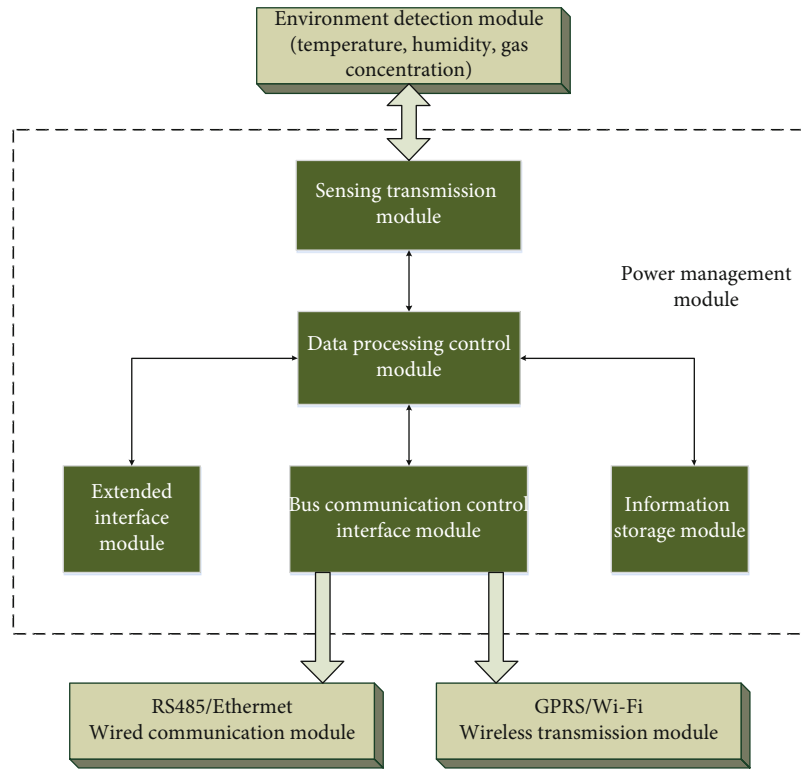 Environment detection module
(temperature, humidity, gas
concentration)
Sensing transmission
module
Power management
module
Data processing control
module
Extended
interface
module
Bus communication control
interface module
Information
storage module
RS485/Ethermet
Wired communication module
GPRS/Wi-Fi
Wireless transmission module